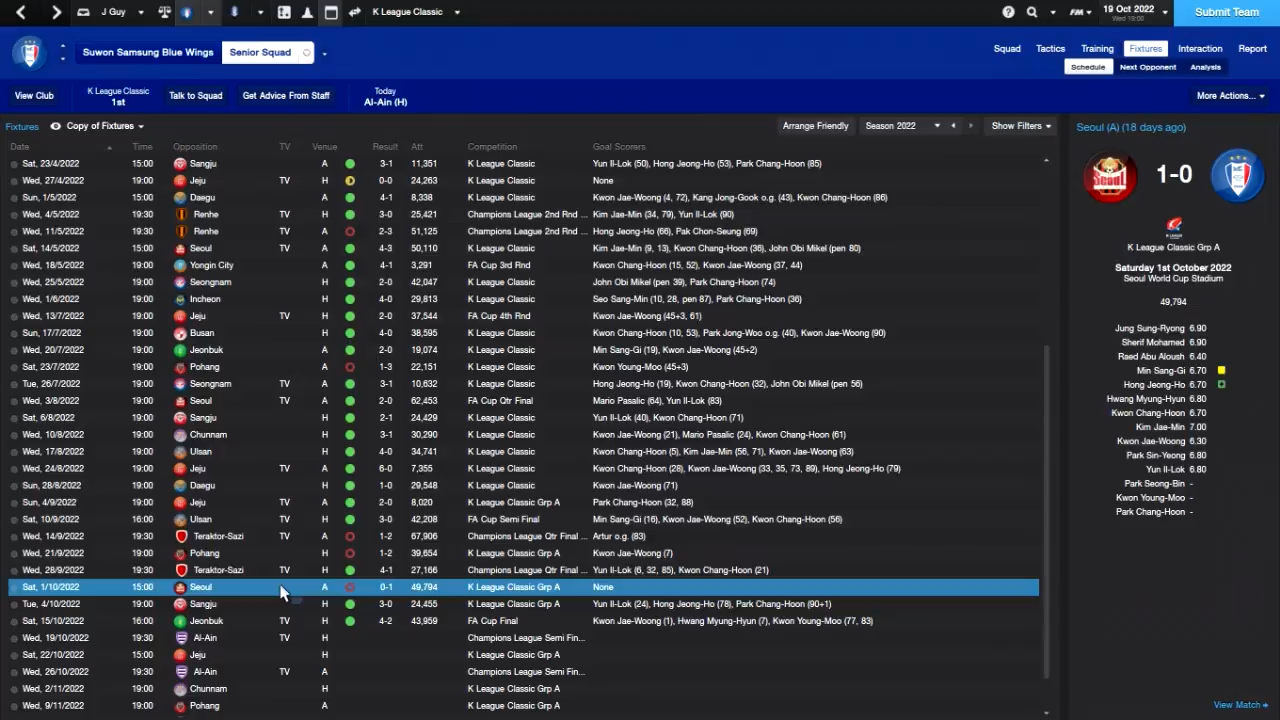 J Guy K League Classic FM 19 Oct 2022 Wed 19:00 Submit Team
Suwon Samsung Blue Wings Senior Squad Squad Tactics Training Fixtures Interaction Report
Schedule Next Opponent Analysis
View Club K League Classic 1st Talk to Squad Get Advice From Staff Today Al-Ain (H) More Actions...
Fixtures Copy of Fixtures Arrange Friendly Season 2022 Show Filters Seoul (A) (18 days ago)
Date Time Opposition TV Venue Result Att Competition Goal Scorers
Sat, 23/4/2022 15:00 Sangju A 3-1 11,351 K League Classic Yun Il-Lok (50), Hong Jeong-Ho (53), Park Chang-Hoon (85)
Wed, 27/4/2022 19:00 Jeju TV H 0-0 34,263 K League Classic None
Sun, 1/5/2022 15:00 Daegu A 4-1 K League Classic Kwon Jae-Woong (4, 72), Kang Jong-Gook o.g. (43), Kwon Chang-Hoon (86)
Wed, 4/5/2022 19:30 Renhe TV H 3-0 25,421 Champions League 2nd Rnd ... Kim Jae-Min (34, 79), Yun Il-Lok (90)
Wed, 11/5/2022 19:30 Renhe TV A 2-3 51,125 Champions League 2nd Rnd ... Hong Jeong-Ho (66), Pak Chon-Seung (69)
Sat, 14/5/2022 15:00 Seoul TV A 4-3 50,110 K League Classic Kim Jae-Min (9, 13), Kwon Chang-Hoon (36), John Obi Mikel (pen 80)
Wed, 18/5/2022 19:00 Yongin City A 4-1 3,291 FA Cup 3rd Rnd Kwon Chang-Hoon (15, 52), Kwon Jae-Woong (37, 44)
Wed, 25/5/2022 19:00 Seongnam H 2-0 42,047 K League Classic John Obi Mikel (pen 39), Park Chang-Hoon (74)
Wed, 1/6/2022 19:00 Incheon H 4-0 29,813 K League Classic Seo Sang-Min (10, 28, pen 87), Park Chang-Hoon (36)
Wed, 13/7/2022 19:00 Jeju TV H 2-0 37,544 FA Cup 4th Rnd Kwon Jae-Woong (45+3, 61)
Sun, 17/7/2022 19:00 Busan H 4-0 38,595 K League Classic Kwon Chang-Hoon (10, 53), Park Jong-Woo o.g. (40), Kwon Jae-Woong (90)
Wed, 20/7/2022 19:00 Jeonbuk A 2-0 19,074 K League Classic Min Sang-Gi (19), Kwon Jae-Woong (45+2)
Sat, 23/7/2022 19:00 Pohang A 1-3 22,151 K League Classic Kwon Young-Moo (45+3)
Tue, 26/7/2022 19:00 Seongnam TV A 3-1 10,632 K League Classic Hong Jeong-Ho (19), Kwon Chang-Hoon (32), John Obi Mikel (pen 56)
Wed, 3/8/2022 19:00 Seoul TV A 2-0 62,453 FA Cup Qtr Final Mario Pasalic (64), Yun Il-Lok (83)
Sat, 6/8/2022 19:00 Sangju H 2-1 24,429 K League Classic Yun Il-Lok (40), Kwon Chang-Hoon (71)
Wed, 10/8/2022 19:00 Chunnam H 3-1 30,290 K League Classic Kwon Jae-Woong (21), Mario Pasalic (24), Kwon Chang-Hoon (61)
Wed, 17/8/2022 19:00 Ulsan H 4-0 34,741 K League Classic Kwon Chang-Hoon (5), Kim Jae-Min (56, 71), Kwon Jae-Woong (63)
Wed, 24/8/2022 19:00 Jeju TV A 6-0 7,355 K League Classic Kwon Chang-Hoon (28), Kwon Jae-Woong (33, 35, 73, 89), Hong Jeong-Ho (79)
Sun, 28/8/2022 19:00 Daegu H 1-0 29,548 K League Classic Kwon Jae-Woong (71)
Sun, 4/9/2022 19:00 Jeju TV A 2-0 8,020 K League Classic Grp A Park Chang-Hoon (32, 88)
Sat, 10/9/2022 16:00 Ulsan TV H 3-0 42,208 FA Cup Semi Final Min Sang-Gi (16), Kwon Jae-Woong (52), Kwon Chang-Hoon (56)
Wed, 14/9/2022 19:30 Teraktor-Sazi TV A 1-2 67,906 Champions League Qtr Final ... Artur o.g. (83)
Wed, 21/9/2022 19:00 Pohang H 1-2 39,654 K League Classic Grp A Kwon Jae-Woong (7)
Wed, 28/9/2022 19:30 Teraktor-Sazi TV H 4-1 27,166 Champions League Qtr Final ... Yun Il-Lok (6, 32, 85), Kwon Chang-Hoon (21)
Sat, 1/10/2022 15:00 Seoul A 0-1 49,794 K League Classic Grp A None
Tue, 4/10/2022 19:00 Sangju H 3-0 24,455 K League Classic Grp A Yun Il-Lok (24), Hong Jeong-Ho (78), Park Chang-Hoon (90+1)
Sat, 15/10/2022 16:00 Jeonbuk TV H 4-2 43,959 FA Cup Final Kwon Jae-Woong (1), Hwang Myung-Hyun (7), Kwon Young-Moo (77, 83)
Wed, 19/10/2022 19:30 Al-Ain TV H Champions League Semi Fin...
Sat, 22/10/2022 15:00 Jeju H K League Classic Grp A
Wed, 26/10/2022 19:30 Al-Ain TV A Champions League Semi Fin...
Wed, 2/11/2022 19:00 Chunnam H K League Classic Grp A
Wed, 9/11/2022 19:00 Pohang A K League Classic Grp A
Seoul 1-0
K League Classic Grp A
Saturday 1st October 2022
Seoul World Cup Stadium
49,794
Jung Sung-Ryong 6.90
Sherif Mohamed 6.90
Raed Abu Aloush 6.40
Min Sang-Gi 6.70
Hong Jeong-Ho 6.70
Hwang Myung-Hyun 6.80
Kwon Chang-Hoon 6.70
Kim Jae-Min 7.00
Kwon Jae-Woong 6.30
Park Sin-Yeong 6.80
Yun Il-Lok 6.80
Park Seong-Bin -
Kwon Young-Moo -
Park Chang-Hoon -
View Match